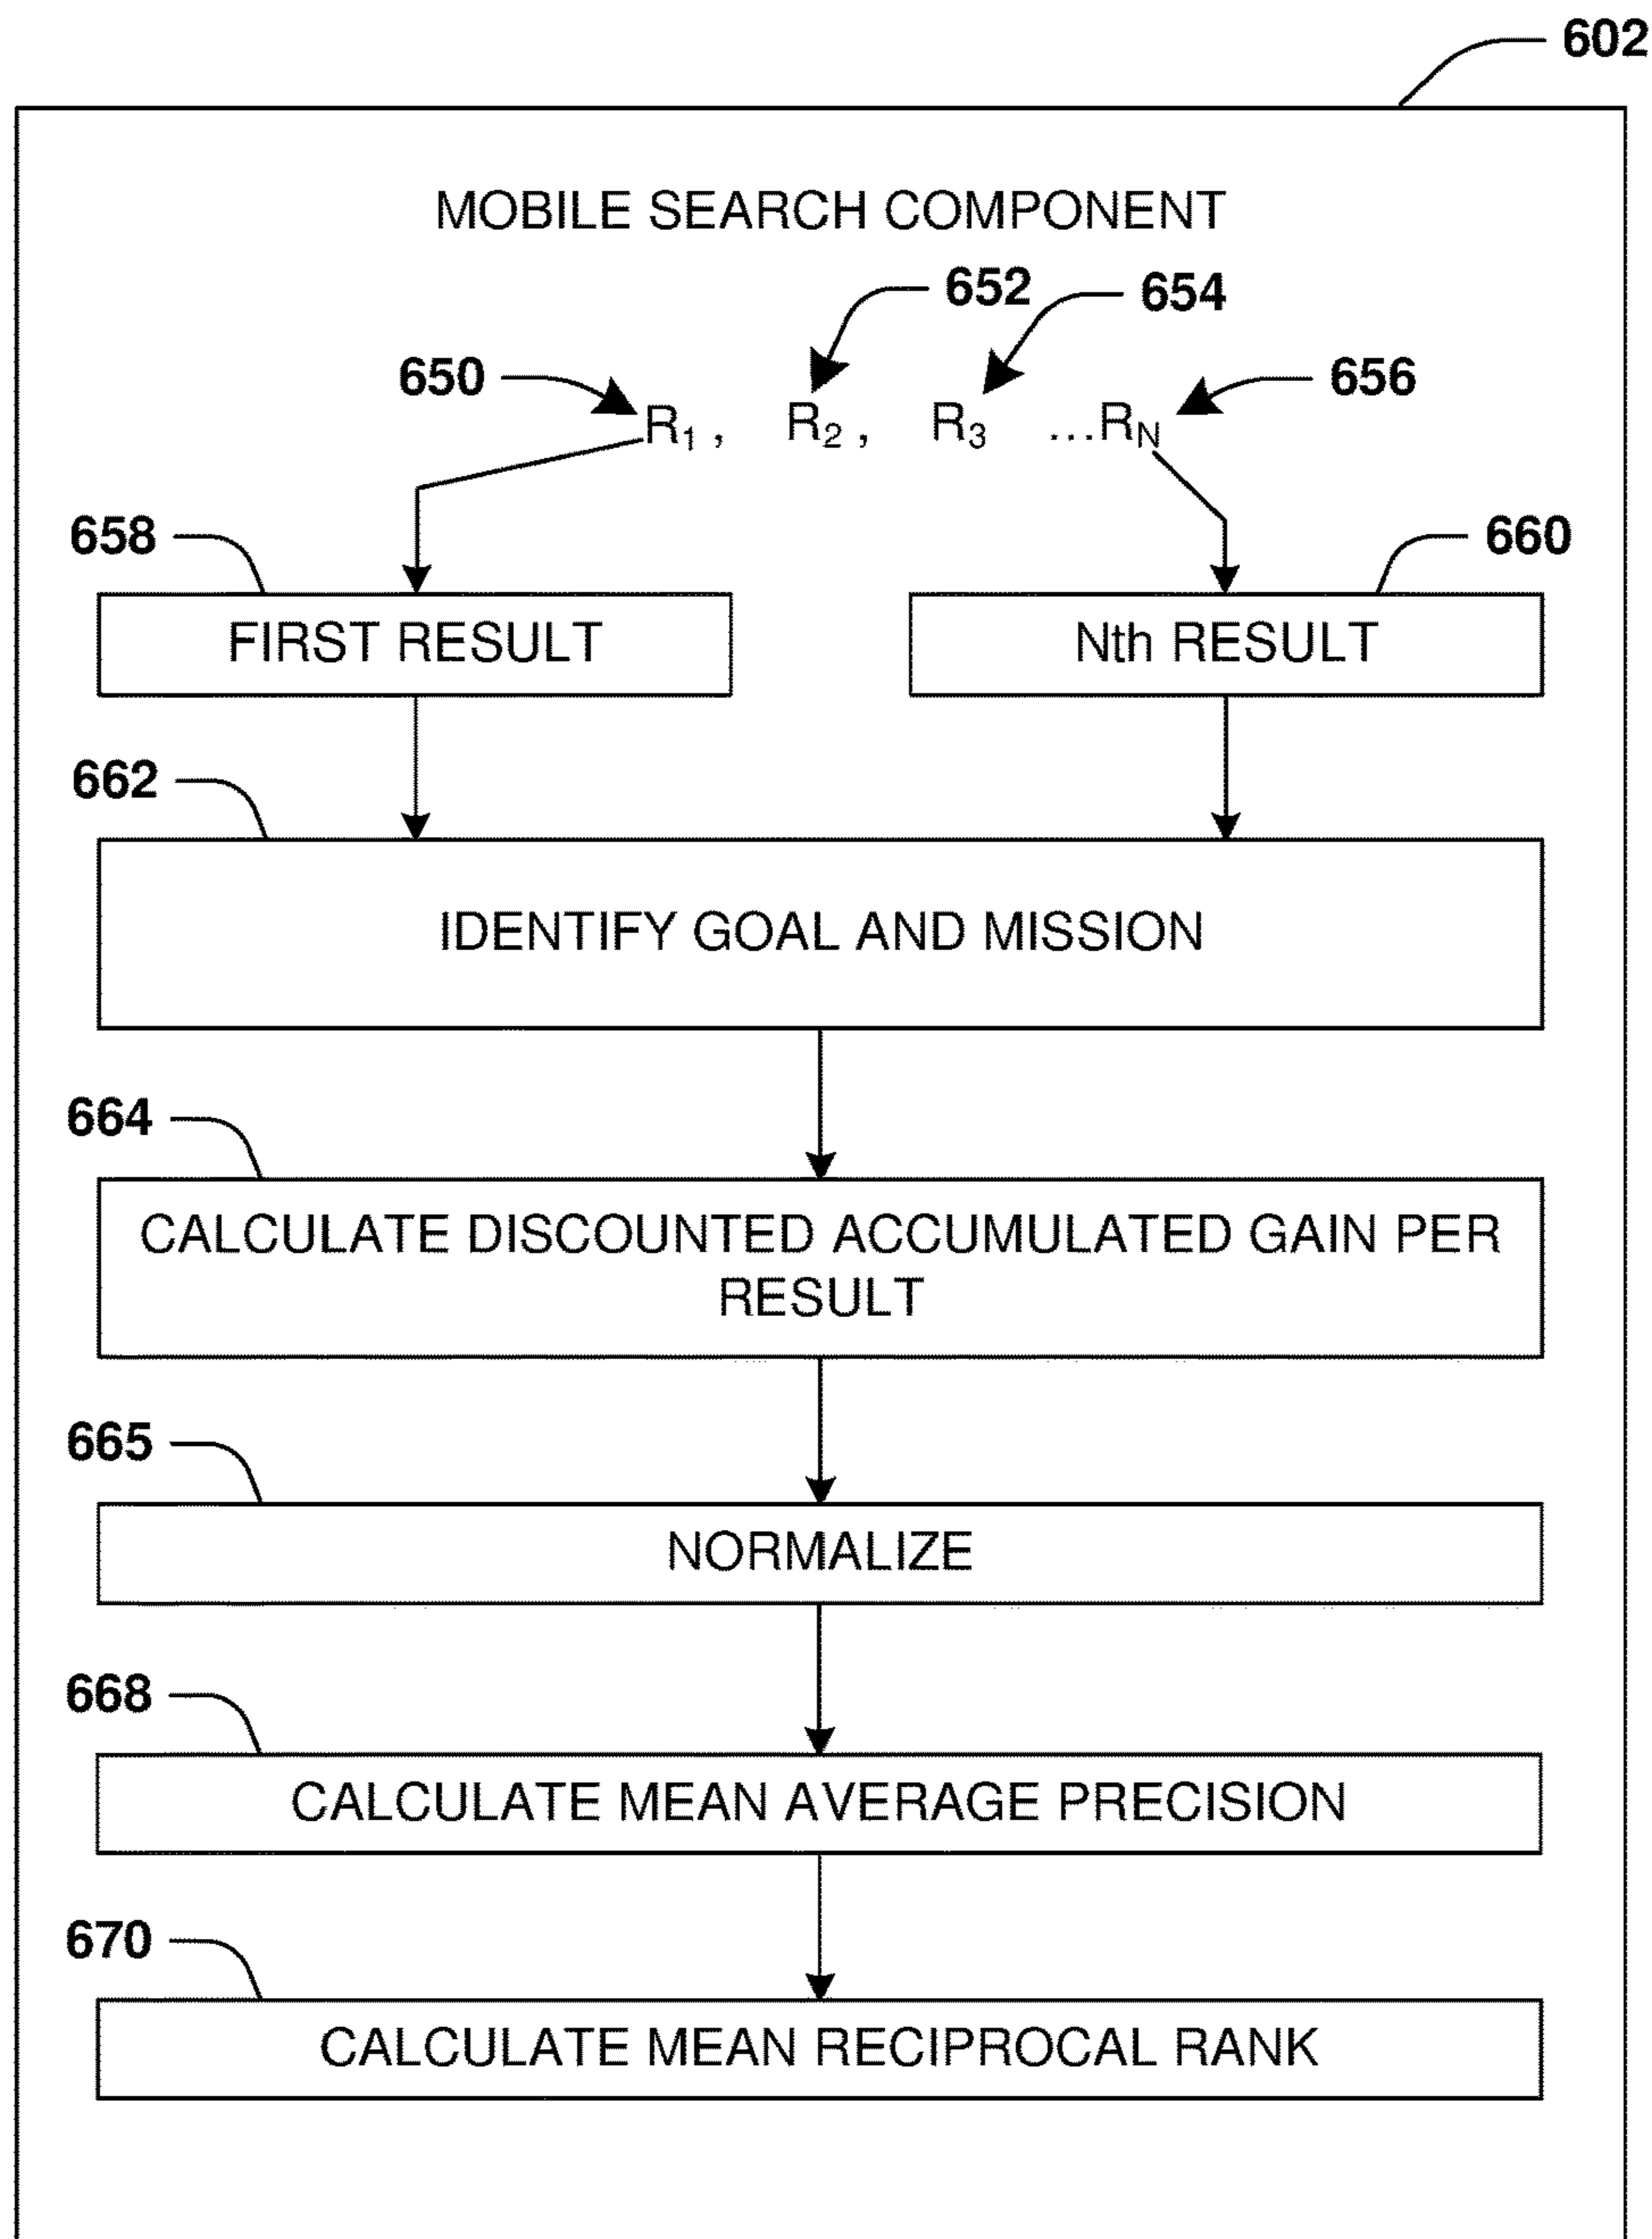 602
MOBILE SEARCH COMPONENT
652
654
650
656
R₁ , R₂ , R₃ ...R_N
658
660
FIRST RESULT
Nth RESULT
662
IDENTIFY GOAL AND MISSION
664
CALCULATE DISCOUNTED ACCUMULATED GAIN PER
RESULT
665
NORMALIZE
668
CALCULATE MEAN AVERAGE PRECISION
670
CALCULATE MEAN RECIPROCAL RANK